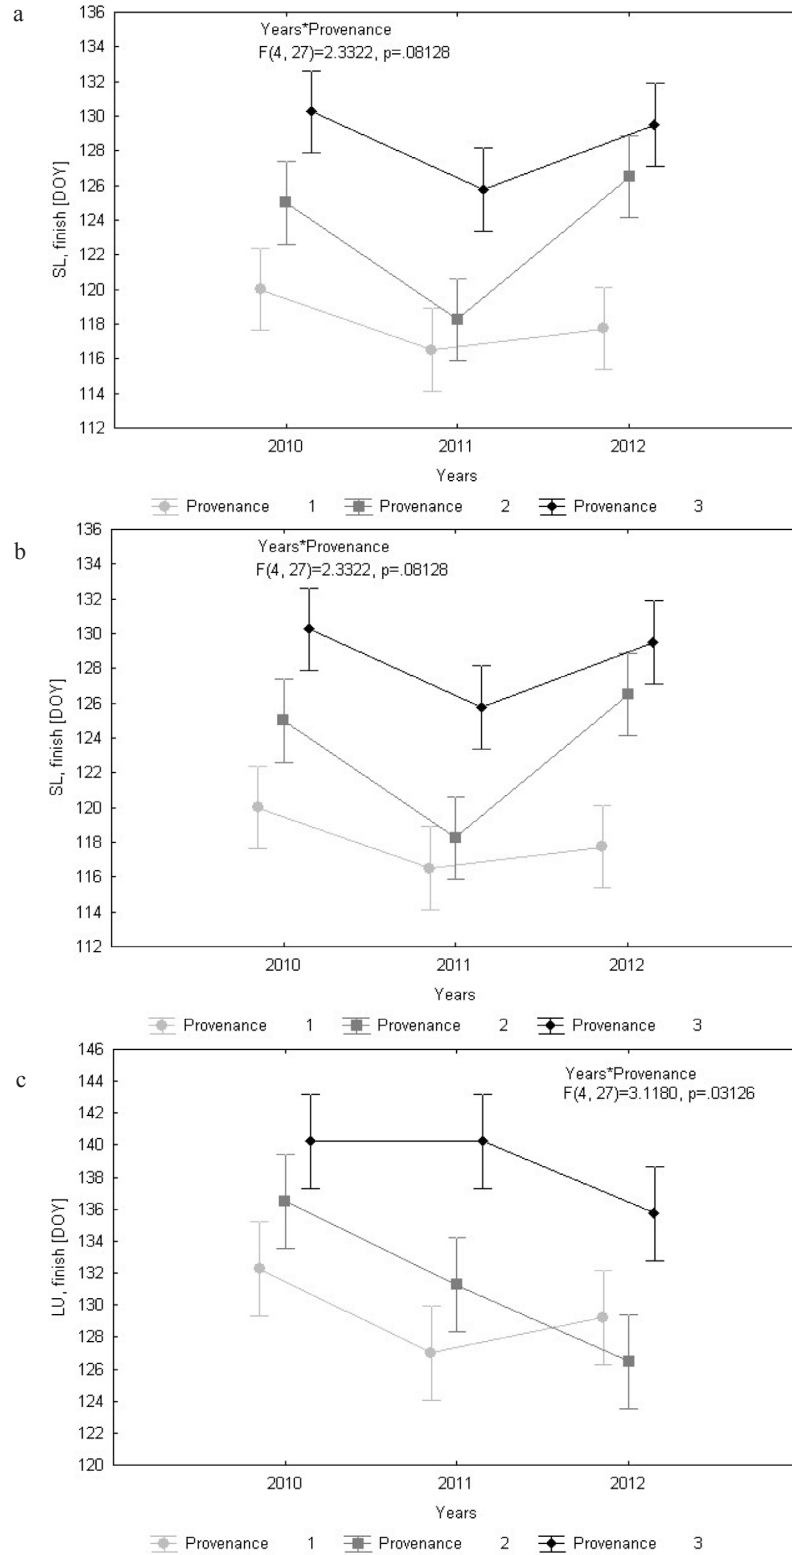 a
136
134
132
130
128
126
124
122
120
118
116
114
112
SL, finish [DOY]
Years*Provenance
F(4, 27)=2.3322, p=.08128
2010 2011 2012
Years
Provenance 1 Provenance 2 Provenance 3
b
136
134
132
130
128
126
124
122
120
118
116
114
112
SL, finish [DOY]
Years*Provenance
F(4, 27)=2.3322, p=.08128
2010 2011 2012
Years
Provenance 1 Provenance 2 Provenance 3
c
146
144
142
140
138
136
134
132
130
128
126
124
122
120
LU, finish [DOY]
Years*Provenance
F(4, 27)=3.1180, p=.03126
2010 2011 2012
Years
Provenance 1 Provenance 2 Provenance 3